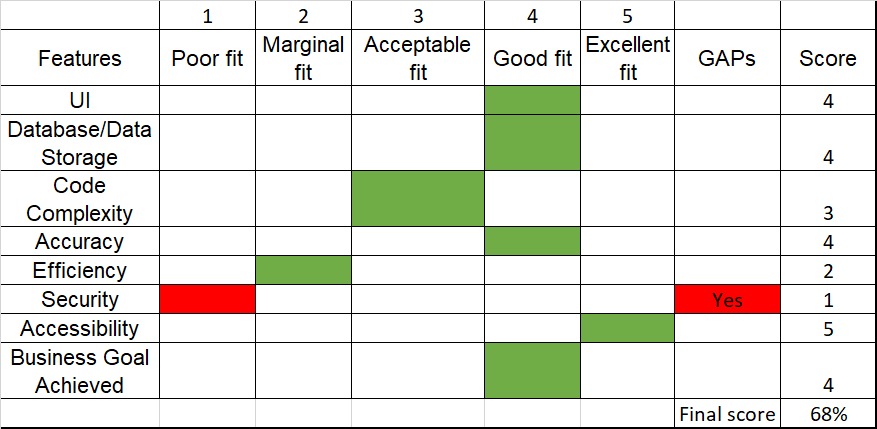 1 2 3 4 5
Features Poor fit Marginal fit Acceptable fit Good fit Excellent fit GAPs Score
UI 4
Database/Data
Storage 4
Code
Complexity 3
Accuracy 4
Efficiency 2
Security Yes 1
Accessibility 5
Business Goal
Achieved 4
Final score 68%